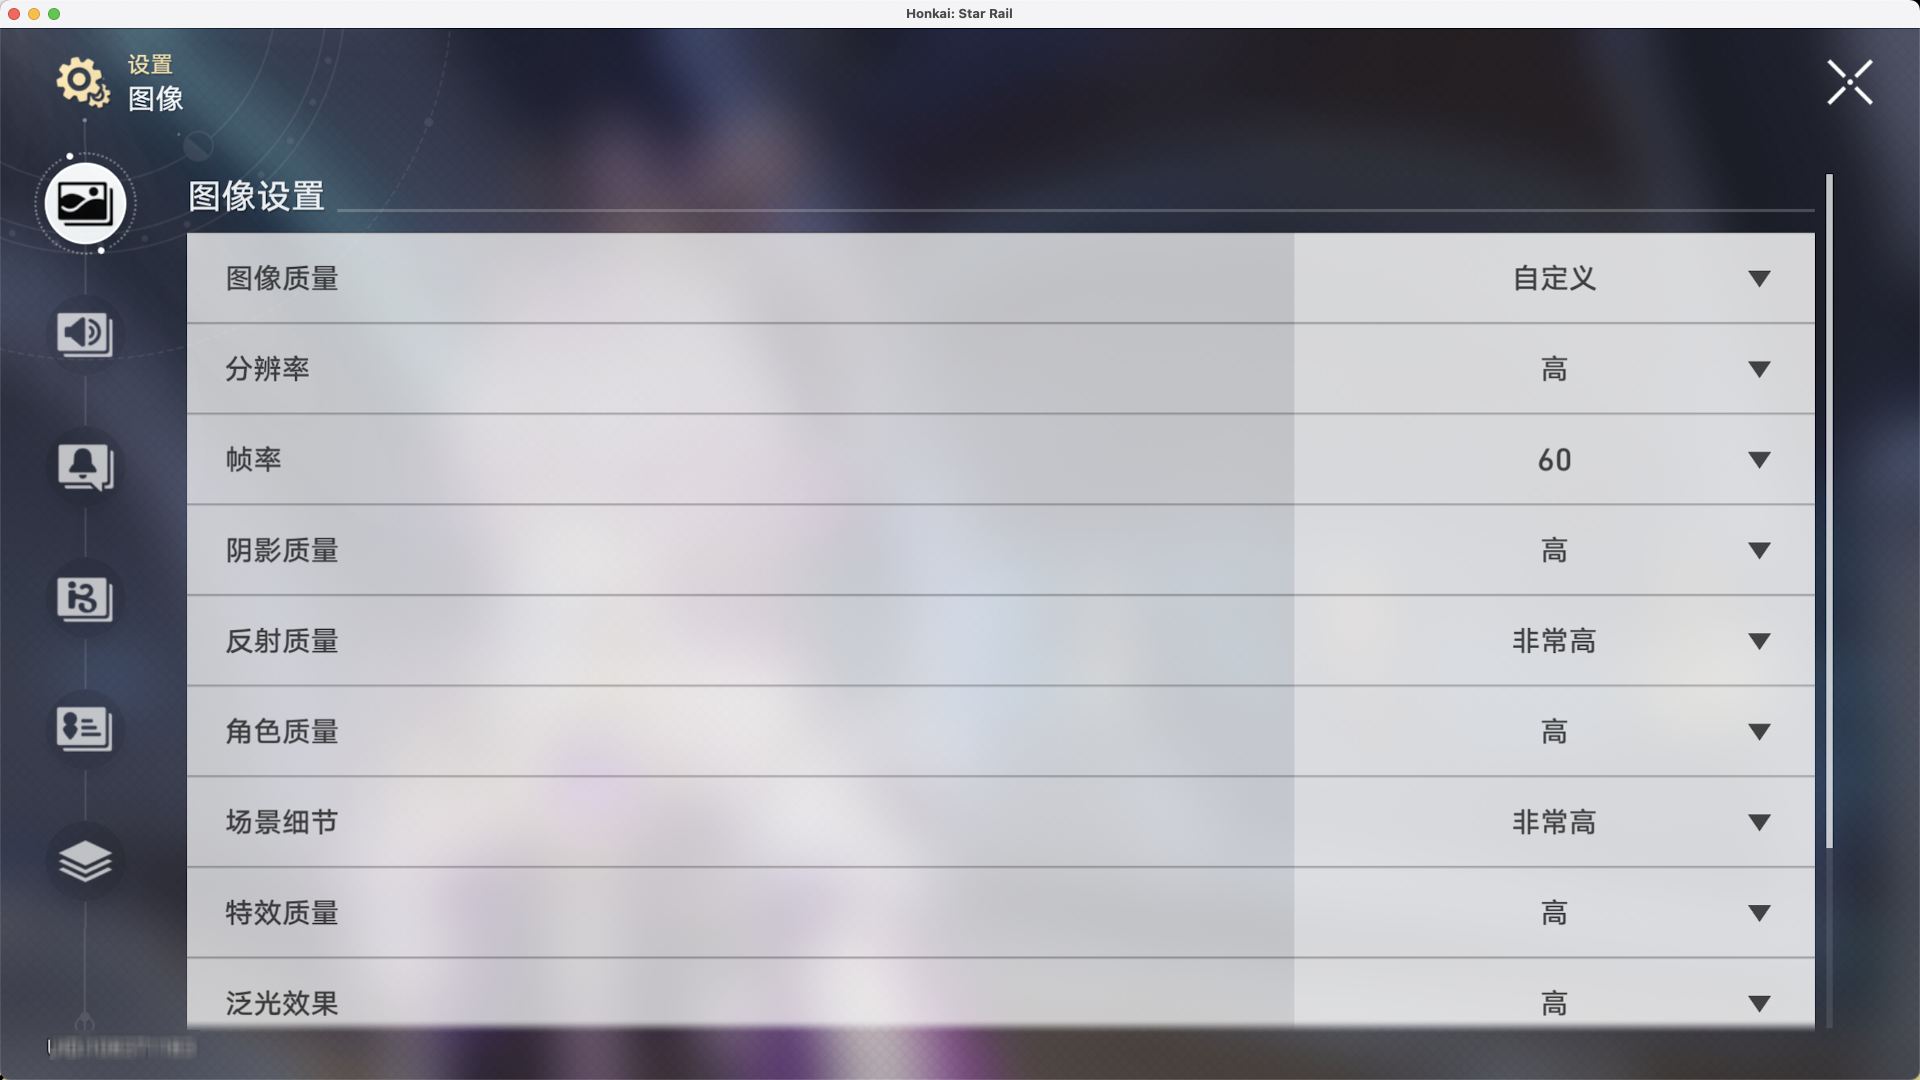 Honkai: Star Rail
设置
图像
图像设置
图像质量 自定义
分辨率 高
帧率 60
阴影质量 高
反射质量 非常高
角色质量 高
场景细节 非常高
特效质量 高
泛光效果 高